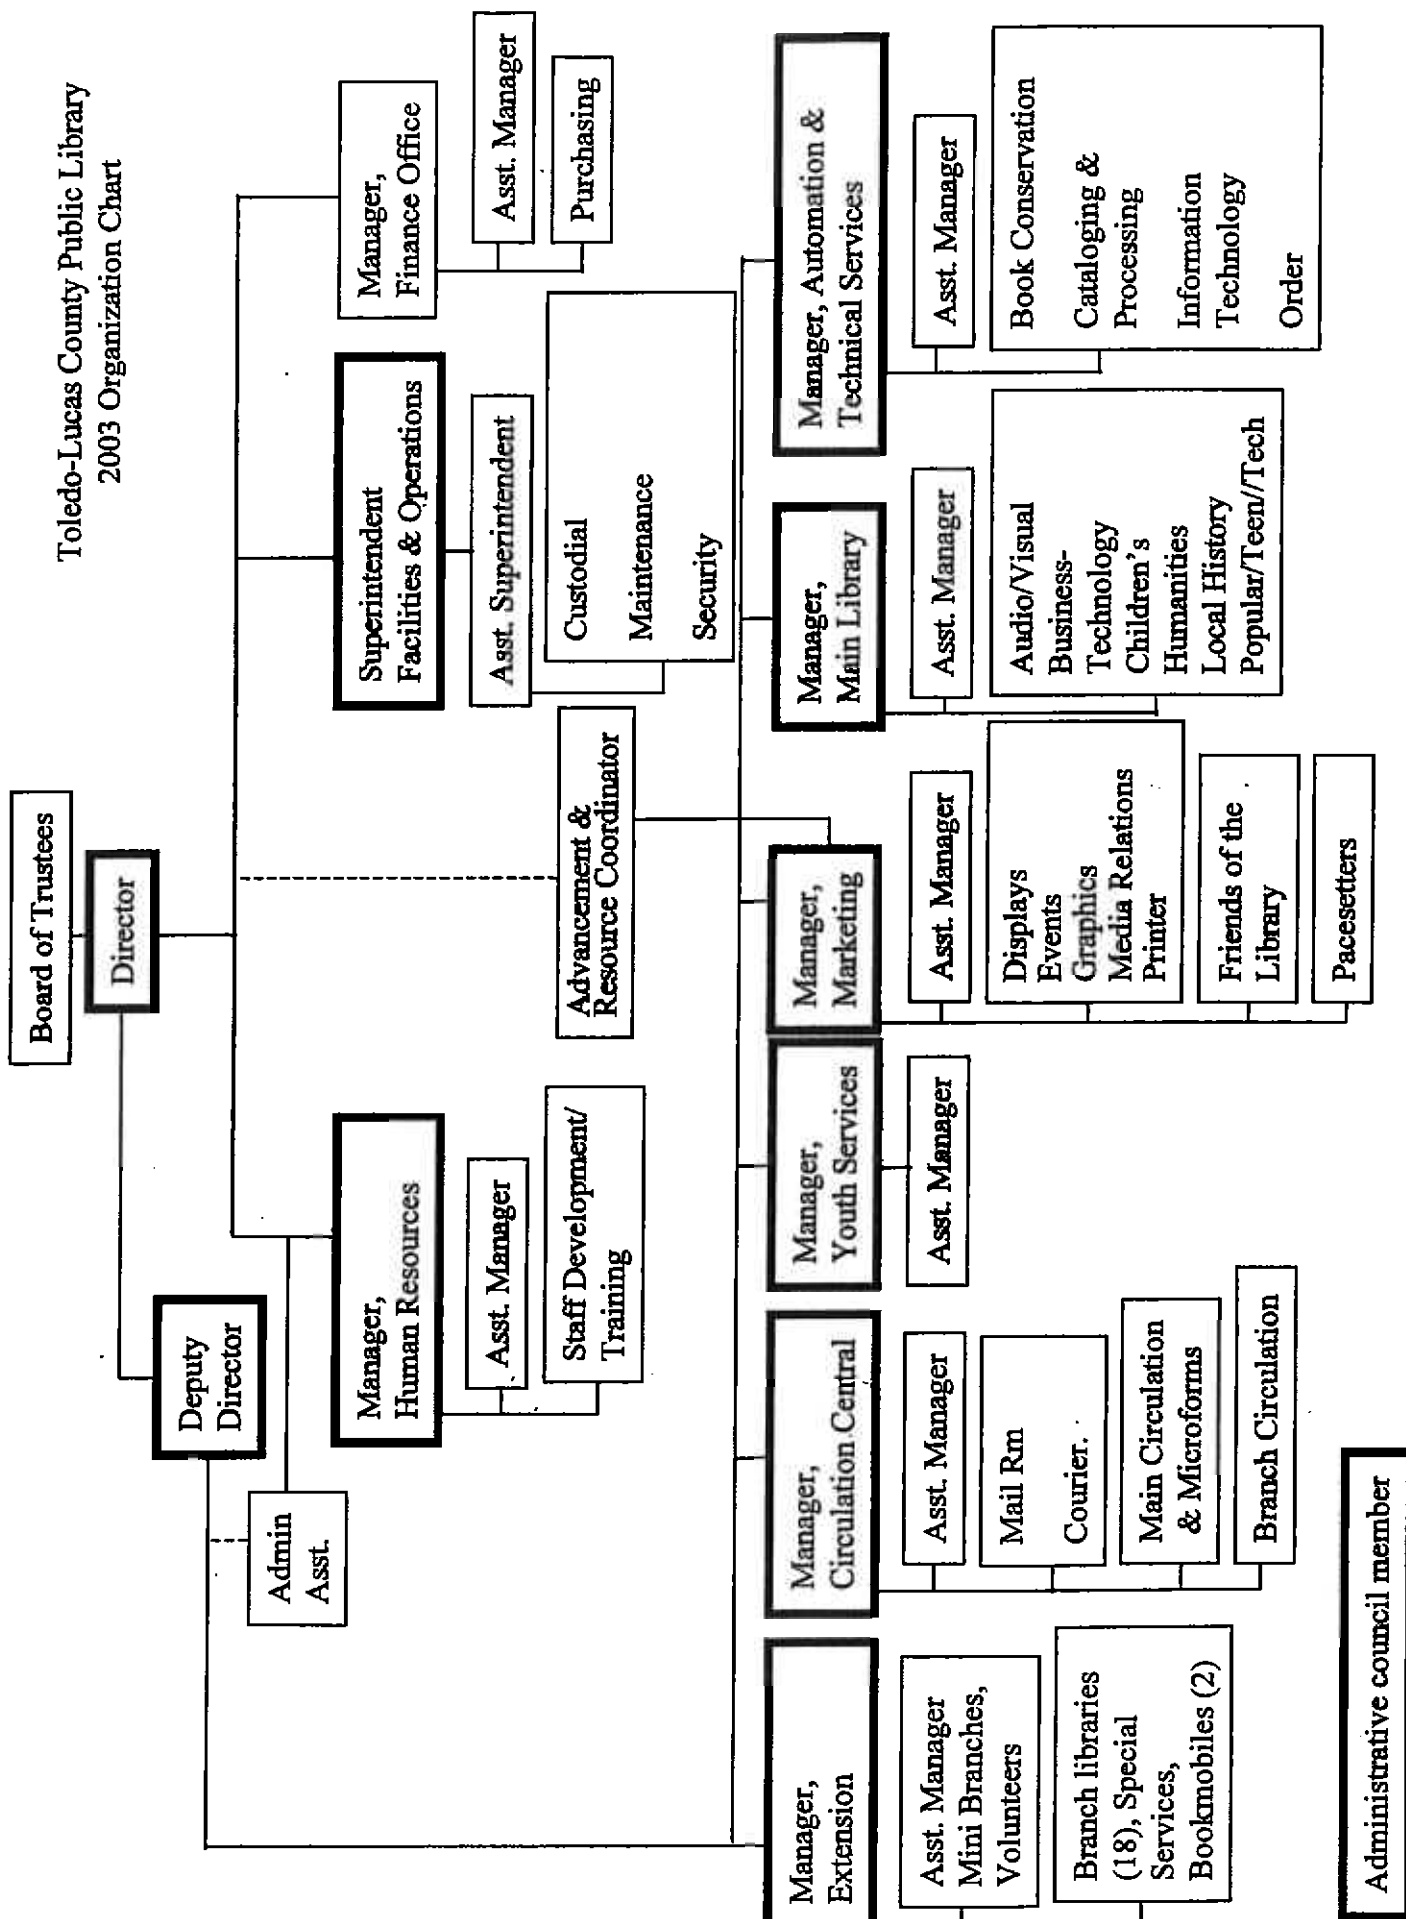 Toledo-Lucas County Public Library
2003 Organization Chart
Board of Trustees
Director
Deputy
Director
Admin
Asst.
Manager,
Human Resources
Asst. Manager
Staff Development/
Training
Advancement &
Resource Coordinator
Superintendent
Facilities & Operations
Asst. Superintendent
Custodial
Maintenance
Security
Manager,
Finance Office
Asst. Manager
Purchasing
Manager,
Extension
Asst. Manager
Mini Branches,
Volunteers
Branch libraries
(18), Special
Services,
Bookmobiles (2)
Manager,
Circulation Central
Asst. Manager
Mail Rm
Courier.
Main Circulation
& Microforms
Branch Circulation
Manager,
Youth Services
Asst. Manager
Manager,
Marketing
Asst. Manager
Displays
Events
Graphics
Media Relations
Printer
Friends of the
Library
Pacesetters
Manager,
Main Library
Asst. Manager
Audio/Visual
Business-
Technology
Children's
Humanities
Local History
Popular/Teen//Tech
Manager, Automation &
Technical Services
Asst. Manager
Book Conservation
Cataloging &
Processing
Information
Technology
Order
Administrative council member